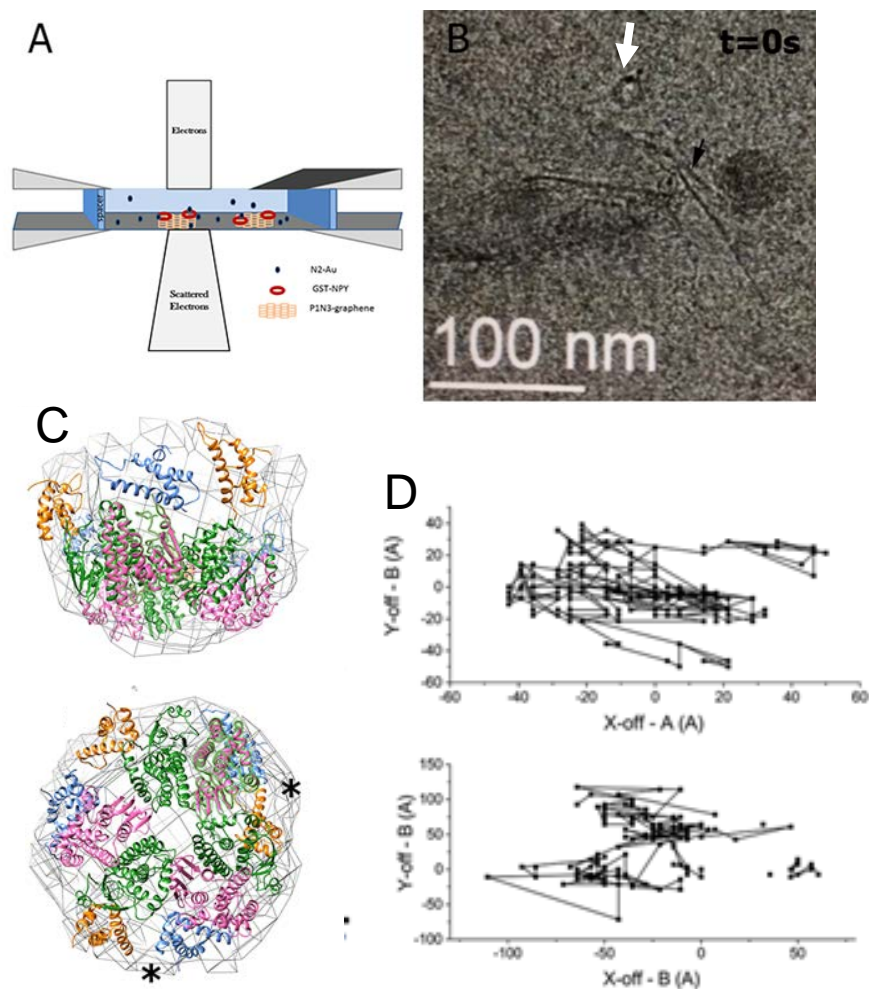 A
Electrons
spacer
N2-Au
GST-NPY
P1N3-graphene
Scattered
Electrons
B
t=0s
100 nm
C
*
*
D
Y-off - B (A)
40
20
0
-20
-40
-60
-60
-40
-20
0
20
40
60
X-off - A (A)
Y-off - B (A)
150
100
50
0
-50
-100
-100
-50
0
50
X-off - B (A)